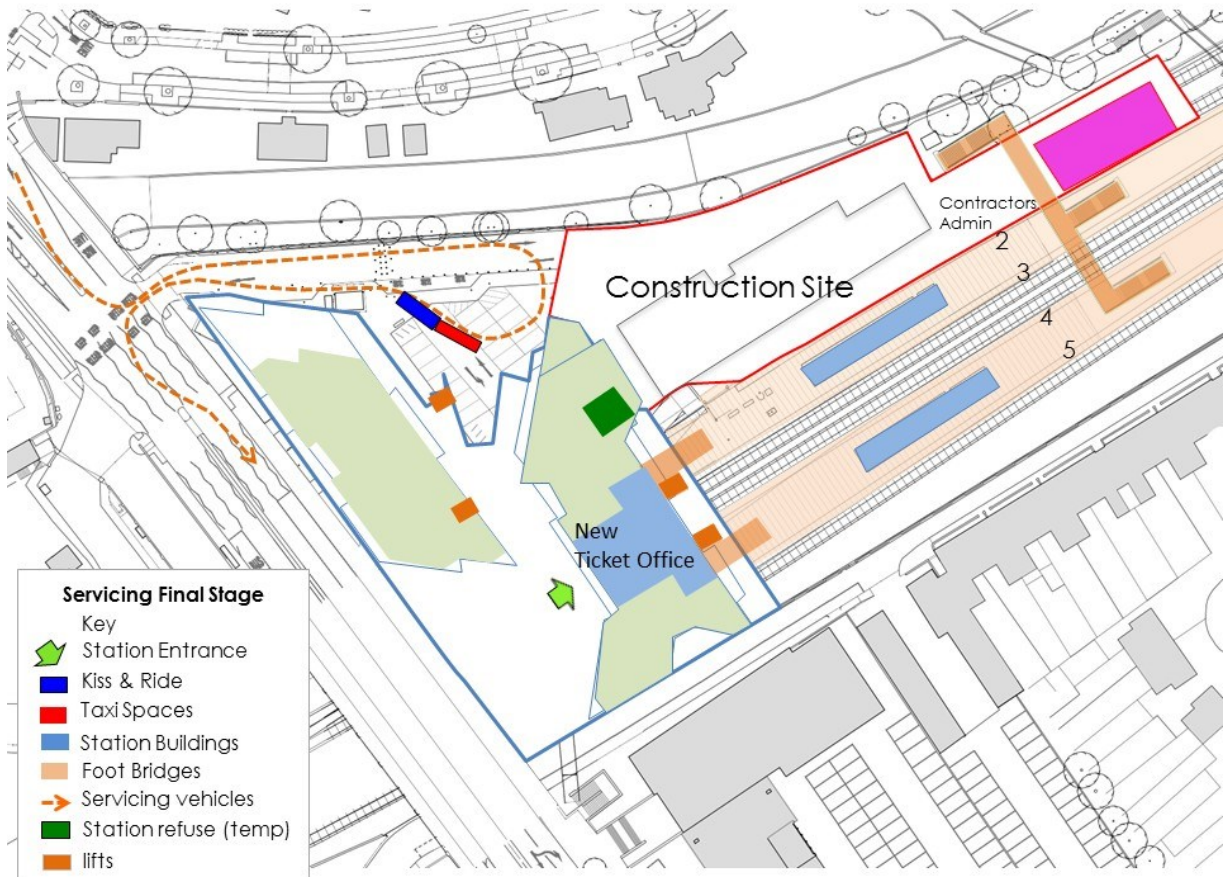 Contractors
Admin
2
3
4
5
Construction Site
New
Ticket Office
Servicing Final Stage
Key
Station Entrance
Kiss & Ride
Taxi Spaces
Station Buildings
Foot Bridges
Servicing vehicles
Station refuse (temp)
lifts